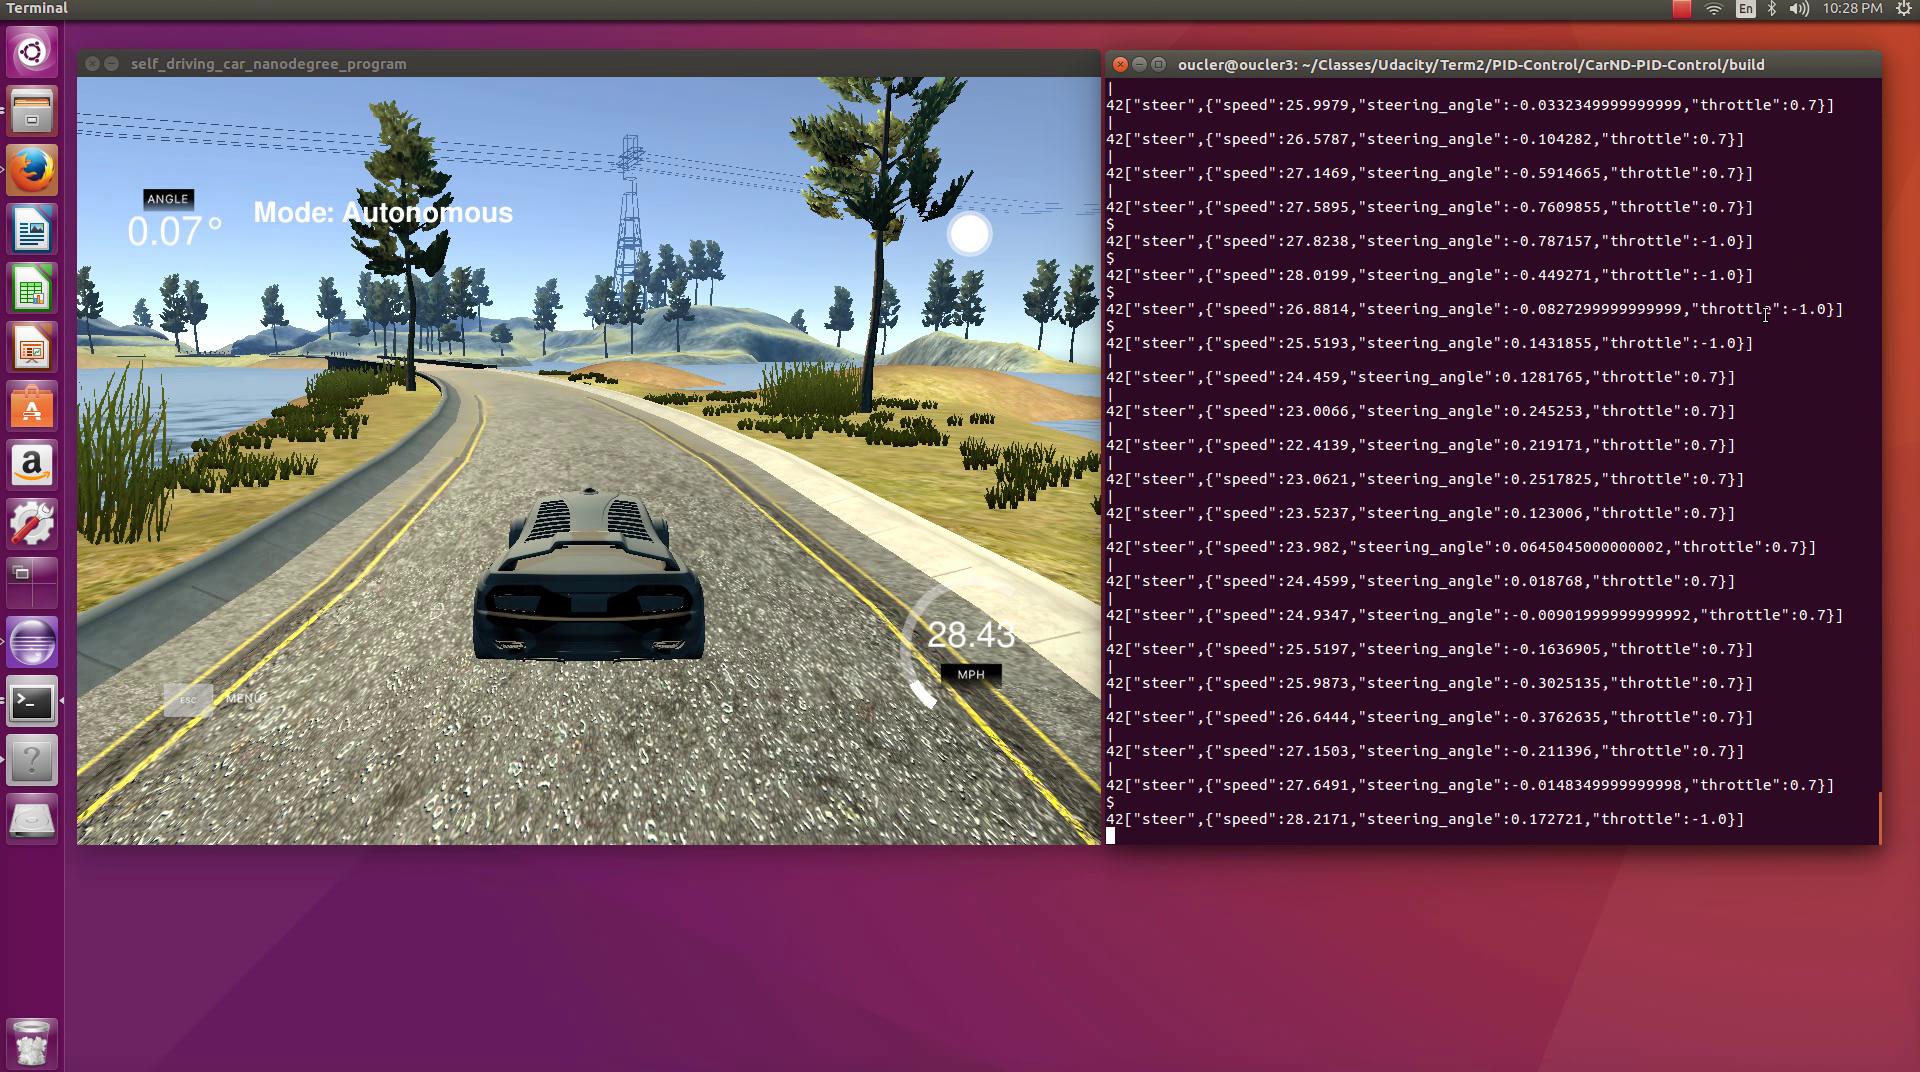 Terminal
En
10:28 PM
self_driving_car_nanodegree_program
ANGLE
0.07°
Mode: Autonomous
28.43
MPH
ESC
MENU
oucler@oucler3: ~/Classes/Udacity/Term2/PID-Control/CarND-PID-Control/build
|
42["steer",{"speed":25.9979,"steering_angle":-0.0332349999999999,"throttle":0.7}]
|
42["steer",{"speed":26.5787,"steering_angle":-0.104282,"throttle":0.7}]
|
42["steer",{"speed":27.1469,"steering_angle":-0.5914665,"throttle":0.7}]
|
42["steer",{"speed":27.5895,"steering_angle":-0.7609855,"throttle":0.7}]
$
42["steer",{"speed":27.8238,"steering_angle":-0.787157,"throttle":-1.0}]
$
42["steer",{"speed":28.0199,"steering_angle":-0.449271,"throttle":-1.0}]
$
42["steer",{"speed":26.8814,"steering_angle":-0.0827299999999999,"throttle":-1.0}]
$
42["steer",{"speed":25.5193,"steering_angle":0.1431855,"throttle":-1.0}]
|
42["steer",{"speed":24.459,"steering_angle":0.1281765,"throttle":0.7}]
|
42["steer",{"speed":23.0066,"steering_angle":0.245253,"throttle":0.7}]
|
42["steer",{"speed":22.4139,"steering_angle":0.219171,"throttle":0.7}]
|
42["steer",{"speed":23.0621,"steering_angle":0.2517825,"throttle":0.7}]
|
42["steer",{"speed":23.5237,"steering_angle":0.123006,"throttle":0.7}]
|
42["steer",{"speed":23.982,"steering_angle":0.0645045000000002,"throttle":0.7}]
|
42["steer",{"speed":24.4599,"steering_angle":0.018768,"throttle":0.7}]
|
42["steer",{"speed":24.9347,"steering_angle":-0.00901999999999992,"throttle":0.7}]
|
42["steer",{"speed":25.5197,"steering_angle":-0.1636905,"throttle":0.7}]
|
42["steer",{"speed":25.9873,"steering_angle":-0.3025135,"throttle":0.7}]
|
42["steer",{"speed":26.6444,"steering_angle":-0.3762635,"throttle":0.7}]
|
42["steer",{"speed":27.1503,"steering_angle":-0.211396,"throttle":0.7}]
|
42["steer",{"speed":27.6491,"steering_angle":-0.0148349999999998,"throttle":0.7}]
$
42["steer",{"speed":28.2171,"steering_angle":0.172721,"throttle":-1.0}]